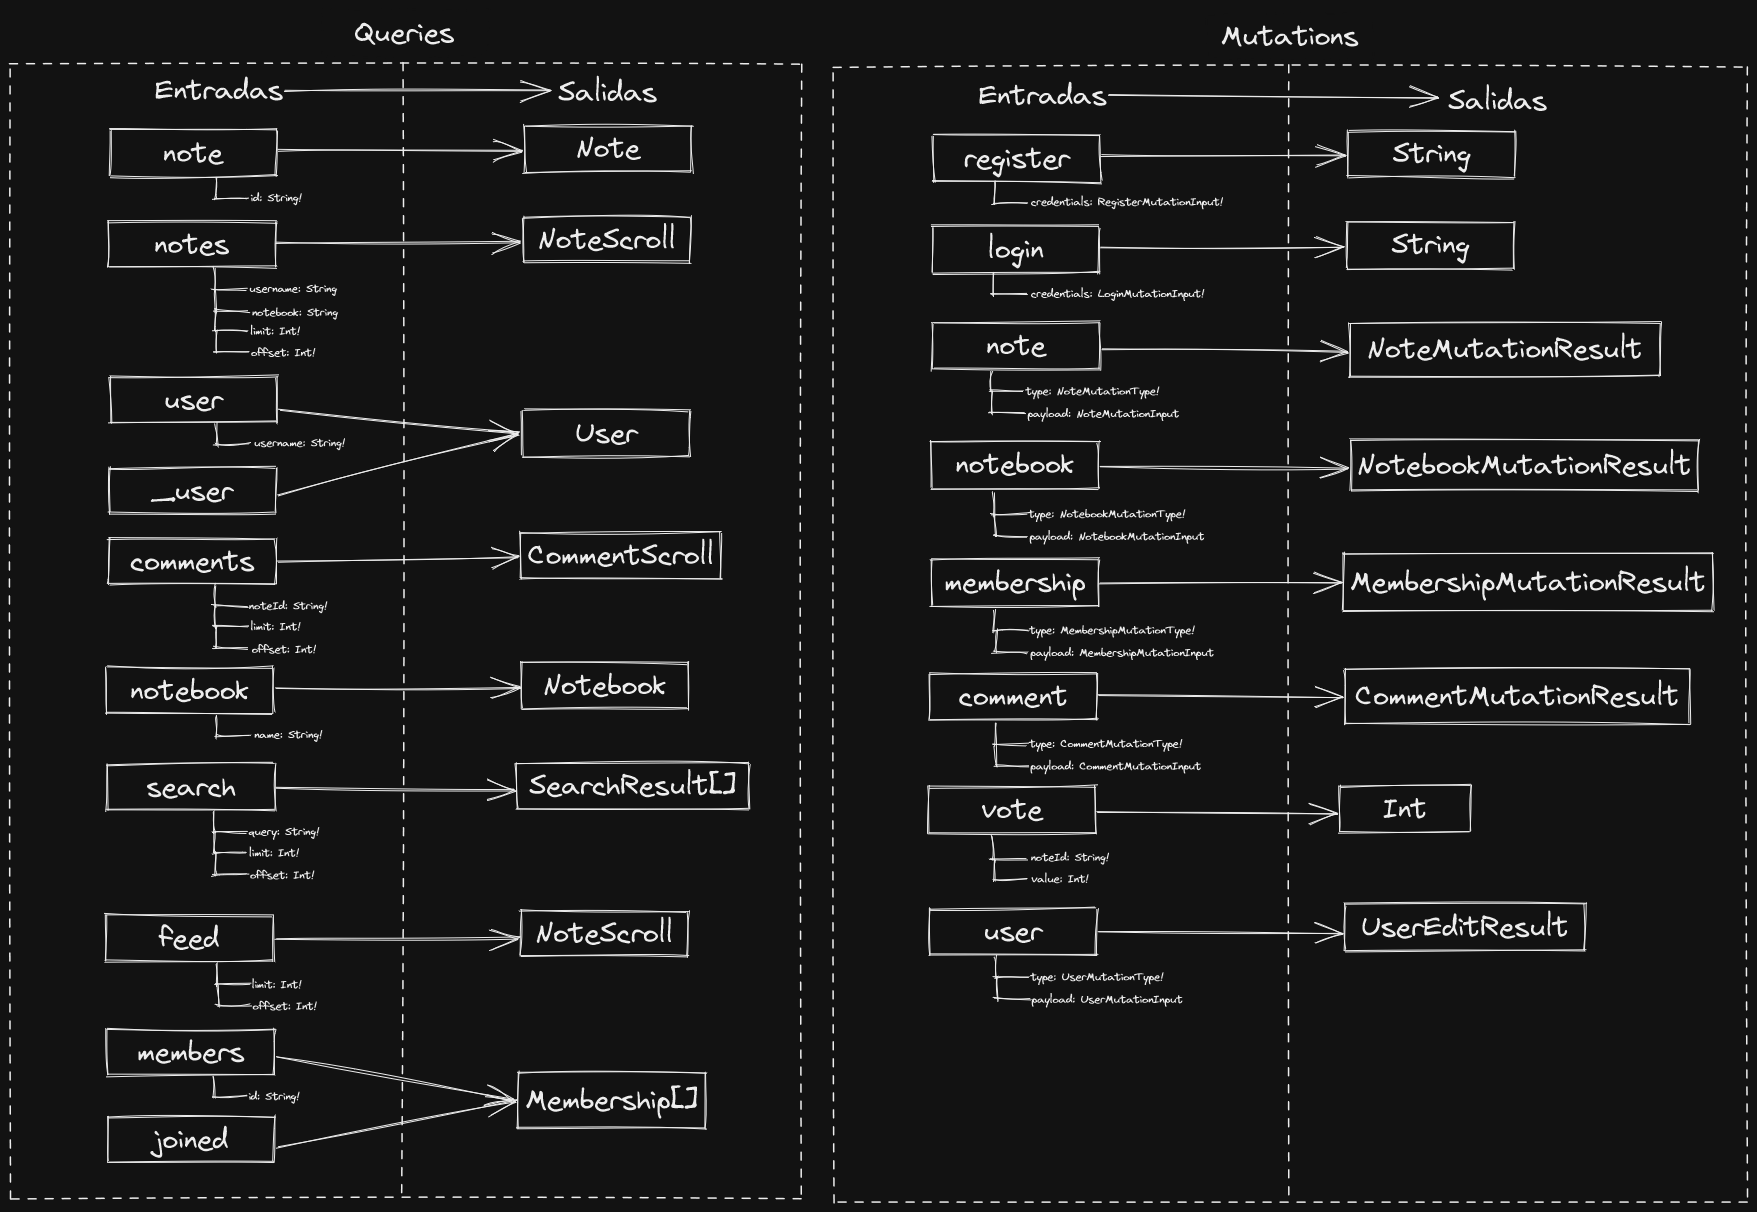 Queries
Entradas
Salidas
note
Note
id: String!
notes
NoteScroll
username: String
notebook: String
limit: Int!
offset: Int!
user
User
username: String!
_user
comments
CommentScroll
noteId: String!
limit: Int!
offset: Int!
notebook
Notebook
name: String!
search
SearchResult[]
query: String!
limit: Int!
offset: Int!
feed
NoteScroll
limit: Int!
offset: Int!
members
Membership[]
id: String!
joined
Mutations
Entradas
Salidas
register
String
credentials: RegisterMutationInput!
login
String
credentials: LoginMutationInput!
note
NoteMutationResult
type: NoteMutationType!
payload: NoteMutationInput
notebook
NotebookMutationResult
type: NotebookMutationType!
payload: NotebookMutationInput
membership
MembershipMutationResult
type: MembershipMutationType!
payload: MembershipMutationInput
comment
CommentMutationResult
type: CommentMutationType!
payload: CommentMutationInput
vote
Int
noteId: String!
value: Int!
user
UserEditResult
type: UserMutationType!
payload: UserMutationInput